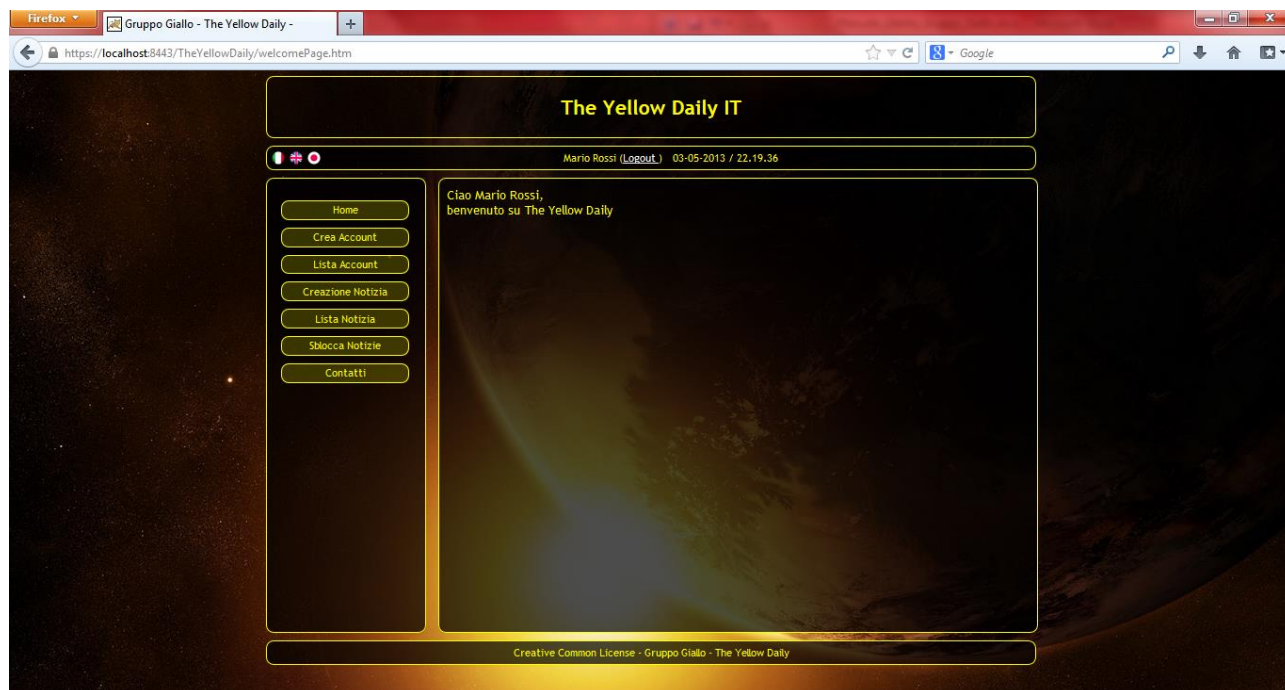 Firefox
Gruppo Giallo - The Yellow Daily -
https://localhost:8443/TheYellowDaily/welcomePage.htm
Google
The Yellow Daily IT
Mario Rossi (Logout ) 03-05-2013 / 22.19.36
Home
Crea Account
Lista Account
Creazione Notizia
Lista Notizia
Sblocca Notizie
Contatti
Ciao Mario Rossi,
benvenuto su The Yellow Daily
Creative Common License - Gruppo Giallo - The Yellow Daily